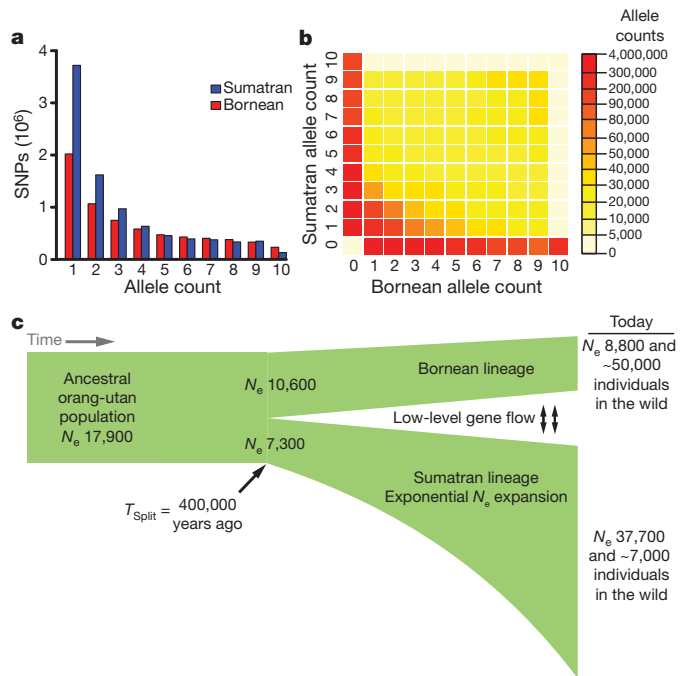 a
4
3
2
1
0
SNPs (10⁶)
Sumatran
Bornean
1 2 3 4 5 6 7 8 9 10
Allele count
b
Sumatran allele count
10
9
8
7
6
5
4
3
2
1
0
0 1 2 3 4 5 6 7 8 9 10
Bornean allele count
Allele
counts
4,000,000
300,000
200,000
90,000
80,000
60,000
50,000
40,000
30,000
20,000
10,000
5,000
0
c
Time
Ancestral
orang-utan
population
Nₑ 17,900
Nₑ 10,600
Nₑ 7,300
T_Split = 400,000
years ago
Bornean lineage
Low-level gene flow
Sumatran lineage
Exponential Nₑ expansion
Today
Nₑ 8,800 and
~50,000
individuals
in the wild
Nₑ 37,700
and ~7,000
individuals
in the wild